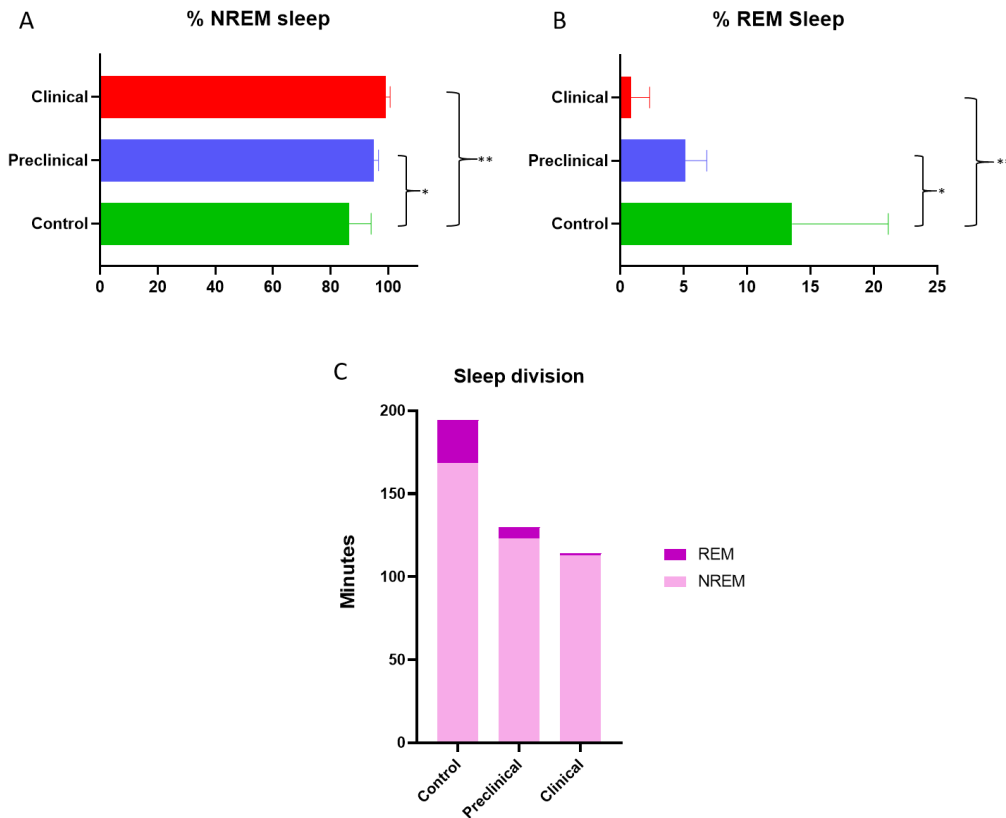 A
% NREM sleep
Clinical
Preclinical
Control
**
*
0 20 40 60 80 100
B
% REM Sleep
Clinical
Preclinical
Control
**
*
0 5 10 15 20 25
C
Sleep division
Minutes
200
150
100
50
0
Control
Preclinical
Clinical
REM
NREM